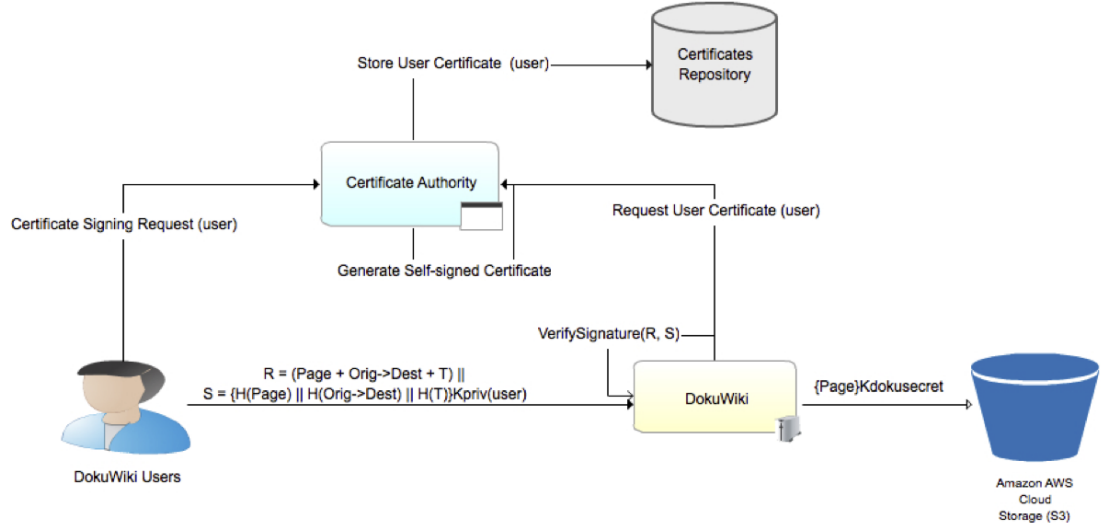 Certificates
Repository
Store User Certificate (user)
Certificate Authority
Certificate Signing Request (user)
Request User Certificate (user)
Generate Self-signed Certificate
VerifySignature(R, S)
R = (Page + Orig->Dest + T) ||
S = {H(Page) || H(Orig->Dest) || H(T)}Kpriv(user)
DokuWiki
{Page}Kdokusecret
DokuWiki Users
Amazon AWS
Cloud
Storage (S3)